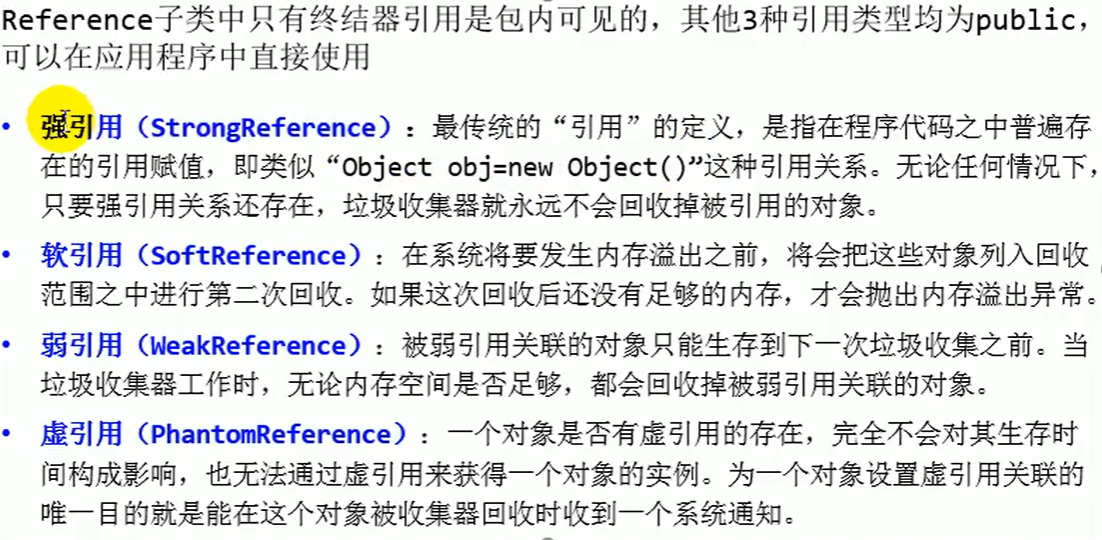 Reference子类中只有终结器引用是包内可见的，其他3种引用类型均为public，
可以在应用程序中直接使用
• 强引用（StrongReference）：最传统的“引用”的定义，是指在程序代码之中普遍存
在的引用赋值，即类似“Object obj=new Object()”这种引用关系。无论任何情况下，
只要强引用关系还存在，垃圾收集器就永远不会回收掉被引用的对象。
• 软引用（SoftReference）：在系统将要发生内存溢出之前，将会把这些对象列入回收
范围之中进行第二次回收。如果这次回收后还没有足够的内存，才会抛出内存溢出异常。
• 弱引用（WeakReference）：被弱引用关联的对象只能生存到下一次垃圾收集之前。当
垃圾收集器工作时，无论内存空间是否足够，都会回收掉被弱引用关联的对象。
• 虚引用（PhantomReference）：一个对象是否有虚引用的存在，完全不会对其生存时
间构成影响，也无法通过虚引用来获得一个对象的实例。为一个对象设置虚引用关联的
唯一目的就是能在这个对象被收集器回收时收到一个系统通知。